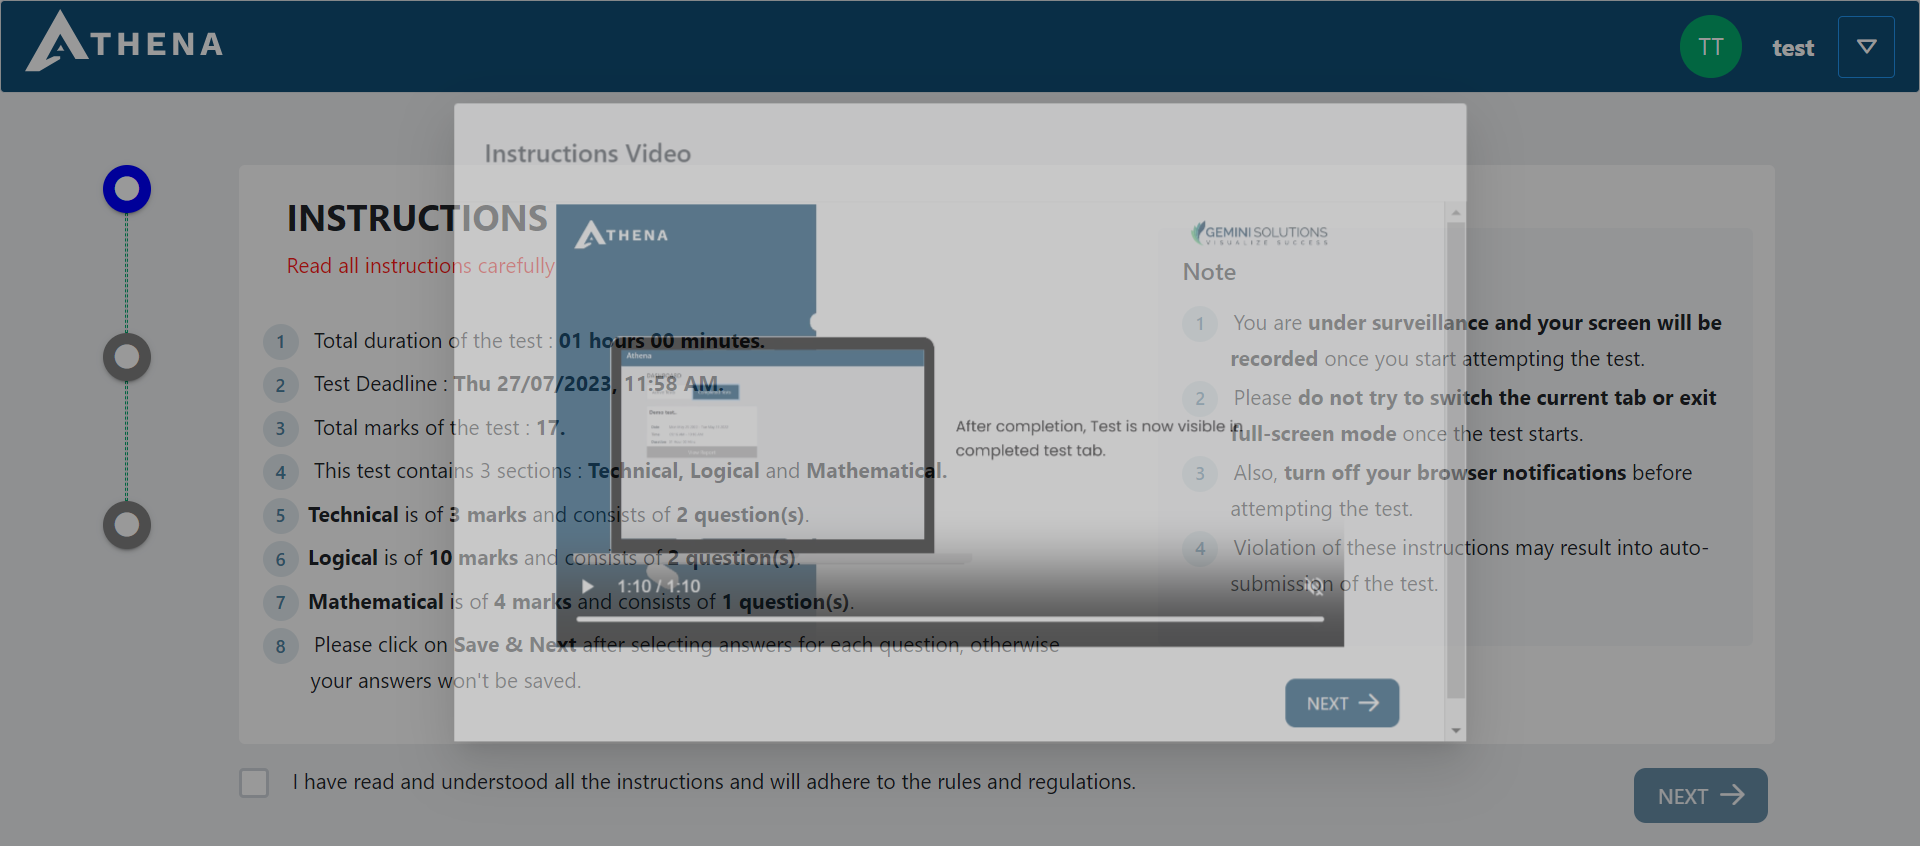 ATHENA
TT
test
Instructions Video
INSTRUCTIONS
Read all instructions carefully
1 Total duration of the test : 01 hours 00 minutes.
2 Test Deadline : Thu 27/07/2023, 11:58 AM.
3 Total marks of the test : 17.
4 This test contains 3 sections : Technical, Logical and Mathematical.
5 Technical is of 3 marks and consists of 2 question(s).
6 Logical is of 10 marks and consists of 2 question(s).
7 Mathematical is of 4 marks and consists of 1 question(s).
8 Please click on Save & Next after selecting answers for each question, otherwise
your answers won't be saved.
ATHENA
GEMINI SOLUTIONS
VISUALIZE SUCCESS
Athena
DASHBOARD
Demo test.
After completion, Test is now visible in
completed test tab.
1:10 / 1:10
Note
1 You are under surveillance and your screen will be
recorded once you start attempting the test.
2 Please do not try to switch the current tab or exit
full-screen mode once the test starts.
3 Also, turn off your browser notifications before
attempting the test.
4 Violation of these instructions may result into auto-
submission of the test.
NEXT
I have read and understood all the instructions and will adhere to the rules and regulations.
NEXT